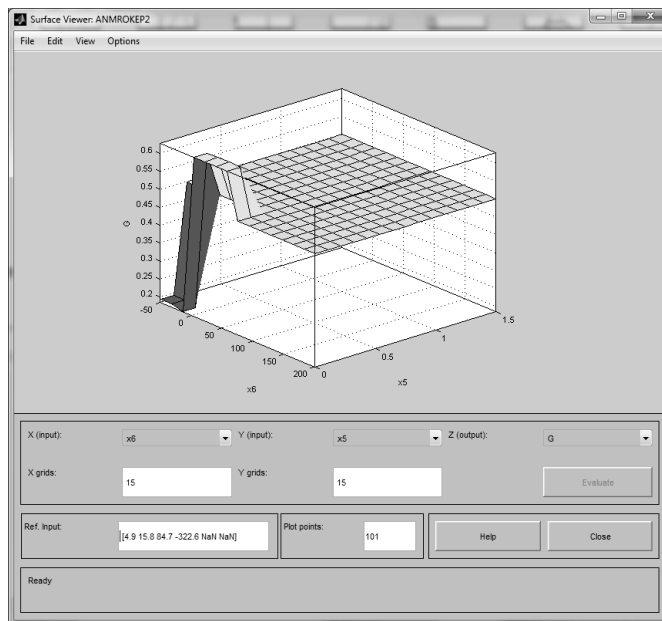 Surface Viewer: ANMROKEP2
File Edit View Options
0.6
0.55
0.5
0.45
0.4
0.35
0.3
0.25
0.2
G
-50
0
50
100
150
200
x6
0
0.5
1
1.5
x5
X (input): x6 Y (input): x5 Z (output): G
X grids: 15 Y grids: 15 Evaluate
Ref. Input: [4.9 15.8 84.7 -322.6 NaN NaN] Plot points: 101 Help Close
Ready